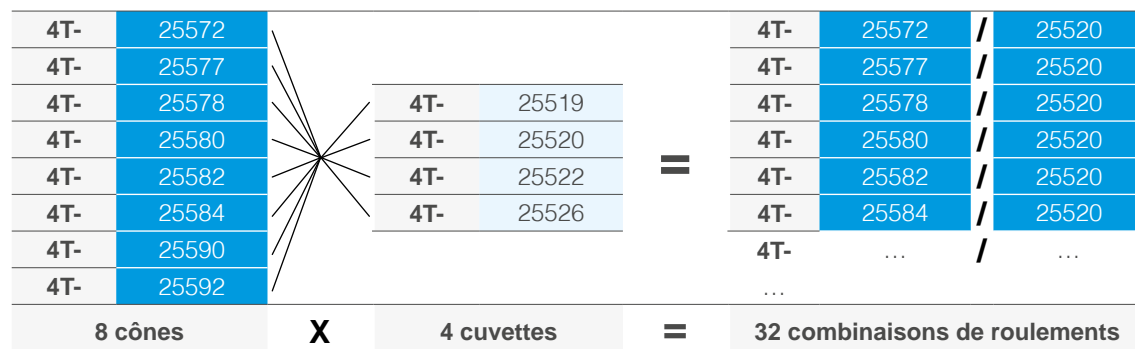 4T- 25572 4T- 25572 / 25520
4T- 25577 4T- 25577 / 25520
4T- 25578 4T- 25519 4T- 25578 / 25520
4T- 25580 4T- 25520 = 4T- 25580 / 25520
4T- 25582 4T- 25522 4T- 25582 / 25520
4T- 25584 4T- 25526 4T- 25584 / 25520
4T- 25590 4T- ... / ...
4T- 25592 ...
8 cônes X 4 cuvettes = 32 combinaisons de roulements